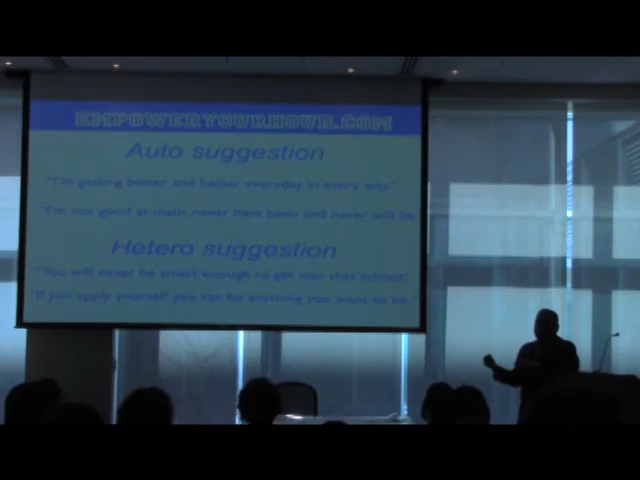 EMPOWERYOURHOUR.COM
Auto suggestion
"I'm getting better and better everyday in every way"
"I'm not good at math, never have been and never will be
Hetero suggestion
"You will never be smart enough to get into that school."
"If you apply yourself you can be anything you want to be."